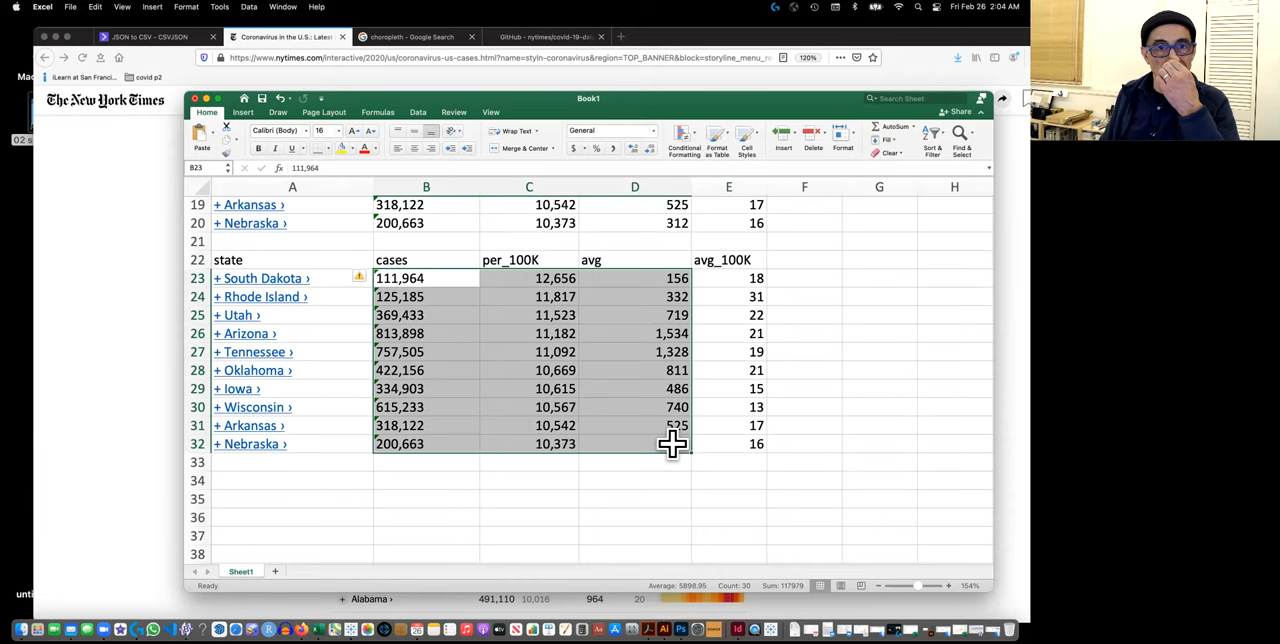 Excel File Edit View Insert Format Tools Data Window Help Fri Feb 26 2:04 AM
JSON to CSV - CSVJSON Coronavirus in the U.S.: Latest choropleth - Google Search GitHub - nytimes/covid-19-da
https://www.nytimes.com/interactive/2020/us/coronavirus-us-cases.html?name=styln-coronavirus&region=TOP_BANNER&block=storyline_menu_re 120%
iLearn at San Franci... covid p2
The New York Times
Book1
Search Sheet
Home Insert Draw Page Layout Formulas Data Review View Share
Paste Calibri (Body) 16 Wrap Text General Conditional Formatting Format as Table Cell Styles Insert Delete Format AutoSum Sort & Filter Find & Select
B I U Merge & Center $ % Fill Clear
B23 fx 111,964
A B C D E F G H
19 + Arkansas › 318,122 10,542 525 17
20 + Nebraska › 200,663 10,373 312 16
21
22 state cases per_100K avg avg_100K
23 + South Dakota › 111,964 12,656 156 18
24 + Rhode Island › 125,185 11,817 332 31
25 + Utah › 369,433 11,523 719 22
26 + Arizona › 813,898 11,182 1,534 21
27 + Tennessee › 757,505 11,092 1,328 19
28 + Oklahoma › 422,156 10,669 811 21
29 + Iowa › 334,903 10,615 486 15
30 + Wisconsin › 615,233 10,567 740 13
31 + Arkansas › 318,122 10,542 525 17
32 + Nebraska › 200,663 10,373 16
33
34
35
36
37
38
Sheet1 +
Ready Average: 5898.95 Count: 30 Sum: 117979 154%
+ Alabama › 491,110 10,016 964 20